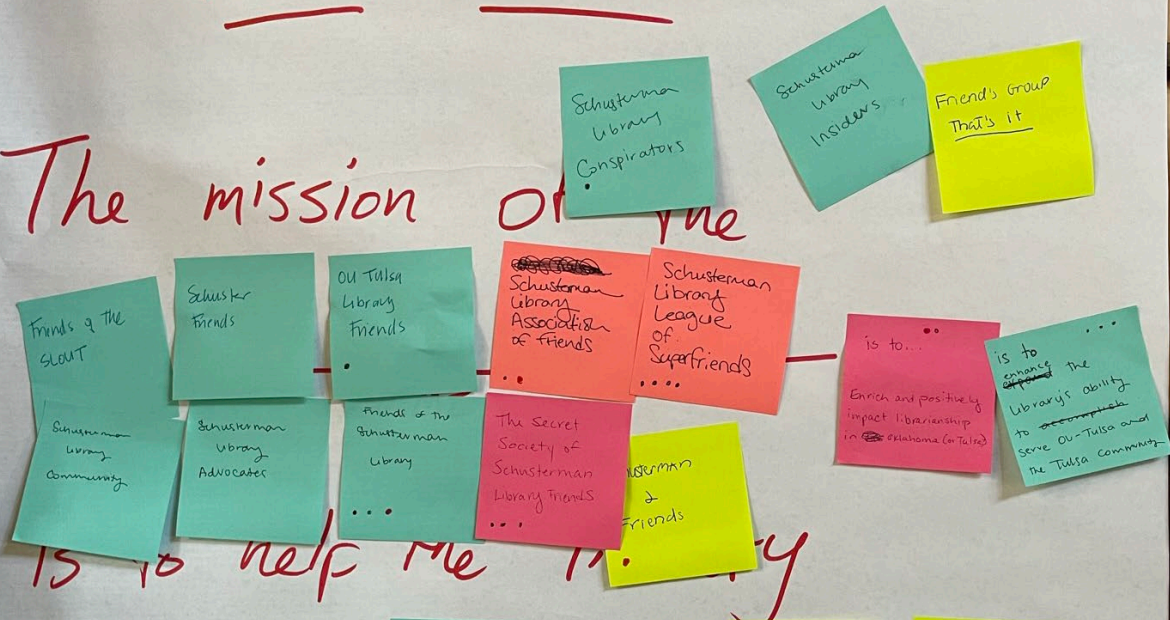 Schusterman
Library
Conspirators
Schusterma
Library
Insiders
Friend's Group
That's it
The mission of the
Friends of the
SLOUT
Schuster
Friends
OU Tulsa
Library
Friends
Schusterman
Library
Association
of friends
Schusterman
Library
League
of
Superfriends
is to...
Enrich and positively
impact librarianship
in Oklahoma (or Tulsa)
is to
enhance the
library's ability
to
serve OU-Tulsa and
the Tulsa community
Schusterman
Library
Community
Schusterman
Library
Advocates
Friends of the
Schusterman
Library
The Secret
Society of
Schusterman
Library Friends
usterman
&
Friends
is to help the